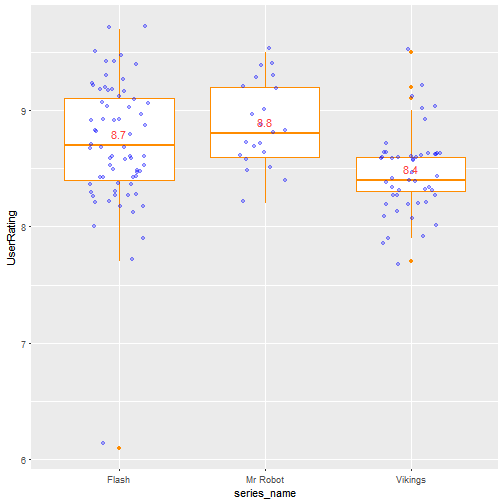 9
8
7
6
UserRating
8.7
8.8
8.4
Flash
Mr Robot
Vikings
series_name